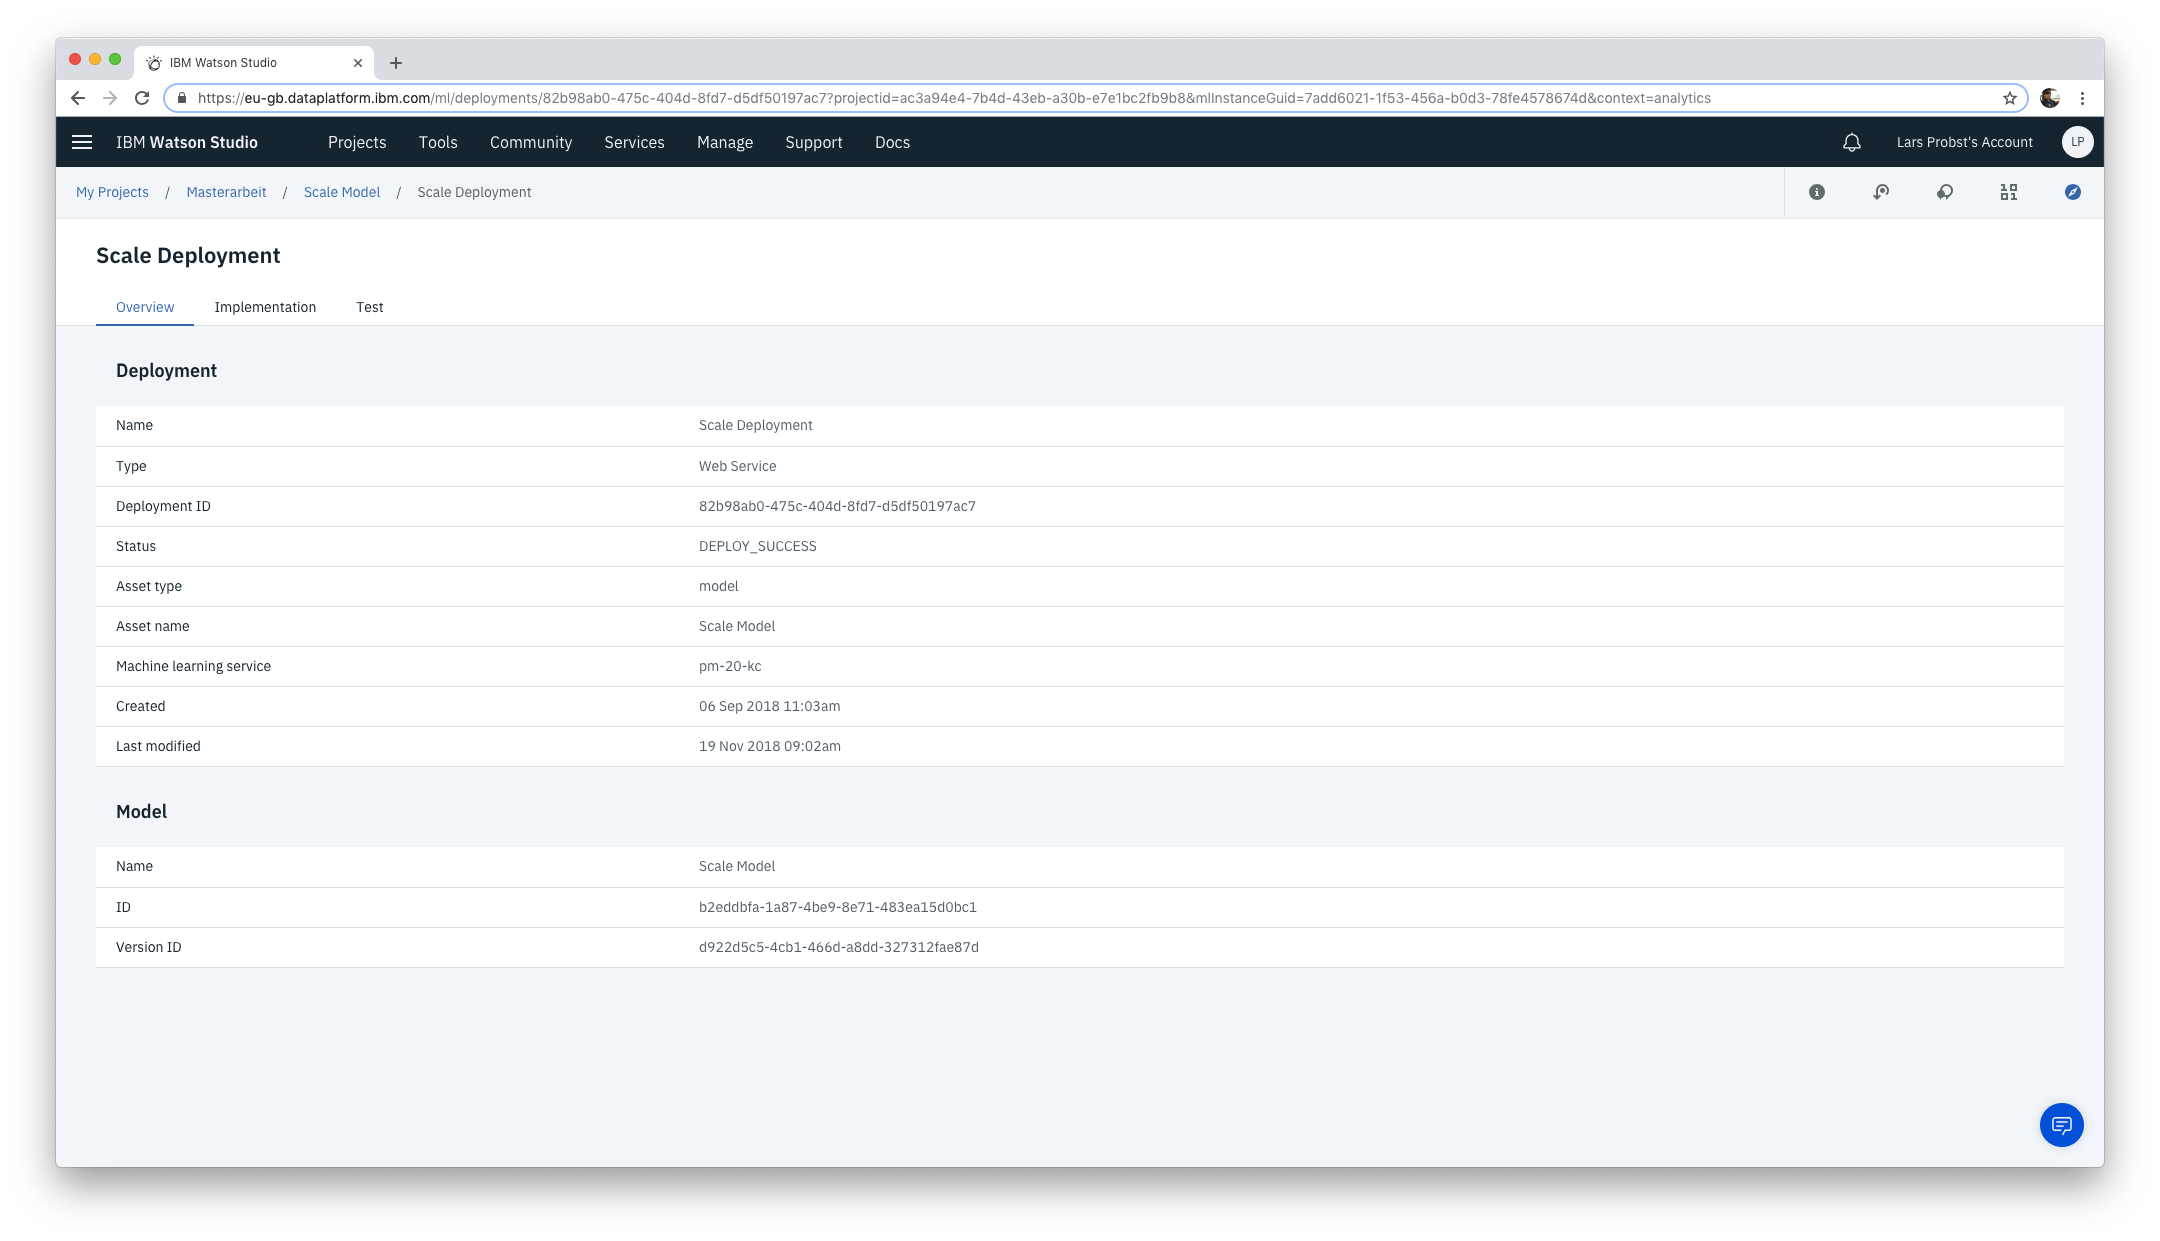 IBM Watson Studio
https://eu-gb.dataplatform.ibm.com/ml/deployments/82b98ab0-475c-404d-8fd7-d5df50197ac7?projectid=ac3a94e4-7b4d-43eb-a30b-e7e1bc2fb9b8&mlInstanceGuid=7add6021-1f53-456a-b0d3-78fe4578674d&context=analytics
IBM Watson Studio Projects Tools Community Services Manage Support Docs Lars Probst's Account LP
My Projects / Masterarbeit / Scale Model / Scale Deployment
Scale Deployment
Overview Implementation Test
Deployment
Name Scale Deployment
Type Web Service
Deployment ID 82b98ab0-475c-404d-8fd7-d5df50197ac7
Status DEPLOY_SUCCESS
Asset type model
Asset name Scale Model
Machine learning service pm-20-kc
Created 06 Sep 2018 11:03am
Last modified 19 Nov 2018 09:02am
Model
Name Scale Model
ID b2eddbfa-1a87-4be9-8e71-483ea15d0bc1
Version ID d922d5c5-4cb1-466d-a8dd-327312fae87d